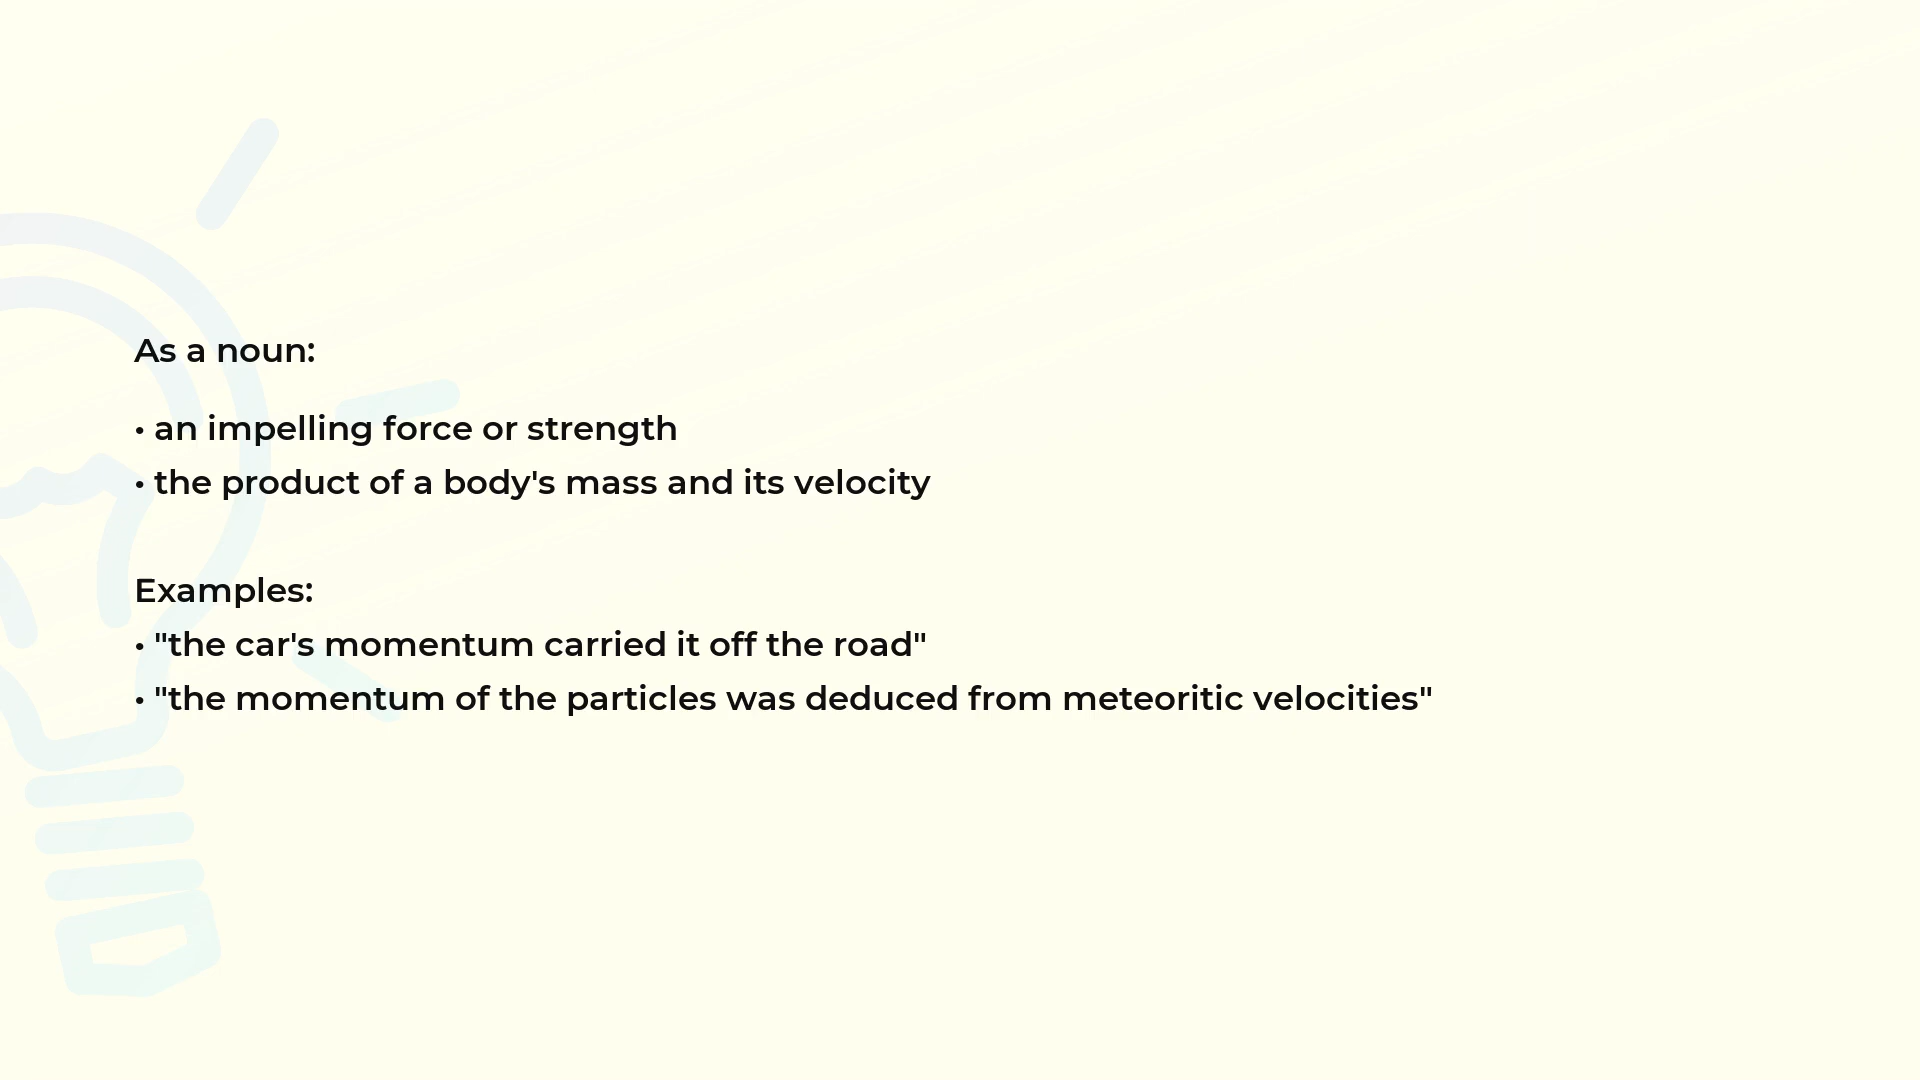 As a noun:
• an impelling force or strength
• the product of a body's mass and its velocity
Examples:
• "the car's momentum carried it off the road"
• "the momentum of the particles was deduced from meteoritic velocities"